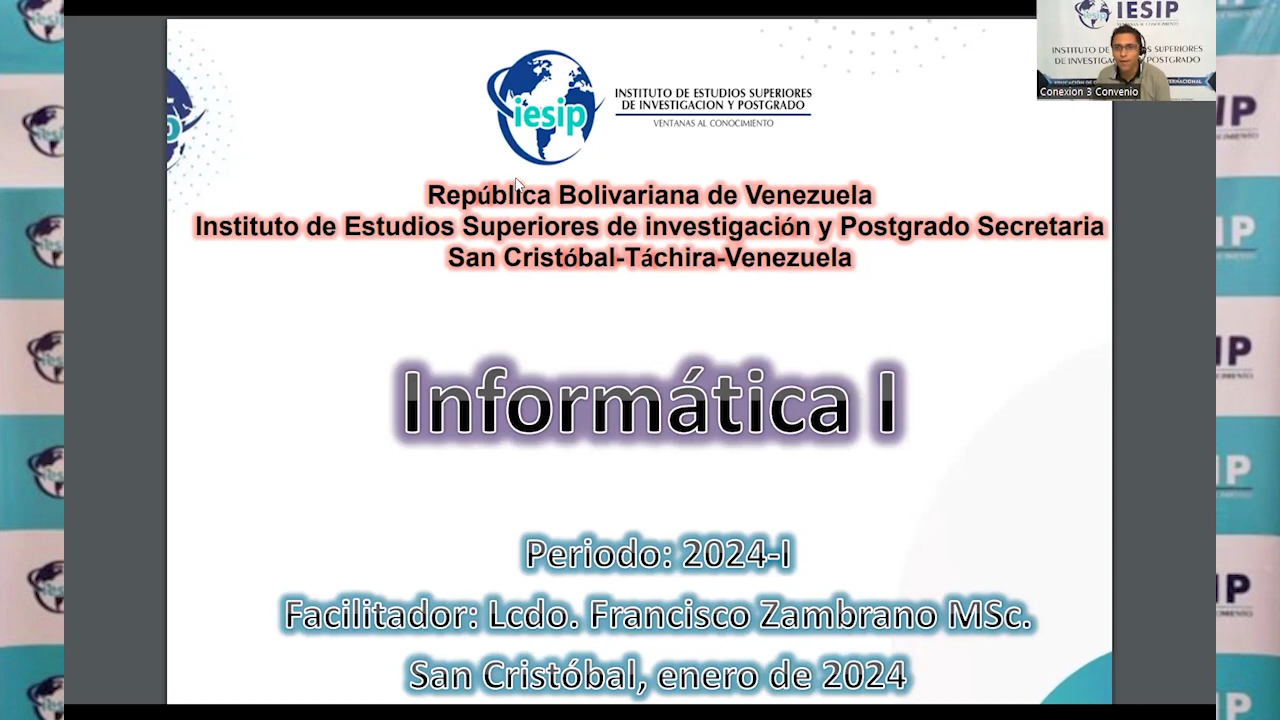 iesip
INSTITUTO DE ESTUDIOS SUPERIORES
DE INVESTIGACION Y POSTGRADO
VENTANAS AL CONOCIMIENTO
República Bolivariana de Venezuela
Instituto de Estudios Superiores de investigación y Postgrado Secretaria
San Cristóbal-Táchira-Venezuela
Informática I
Periodo: 2024-I
Facilitador: Lcdo. Francisco Zambrano MSc.
San Cristóbal, enero de 2024
IESIP
Conexion 3 Convenio